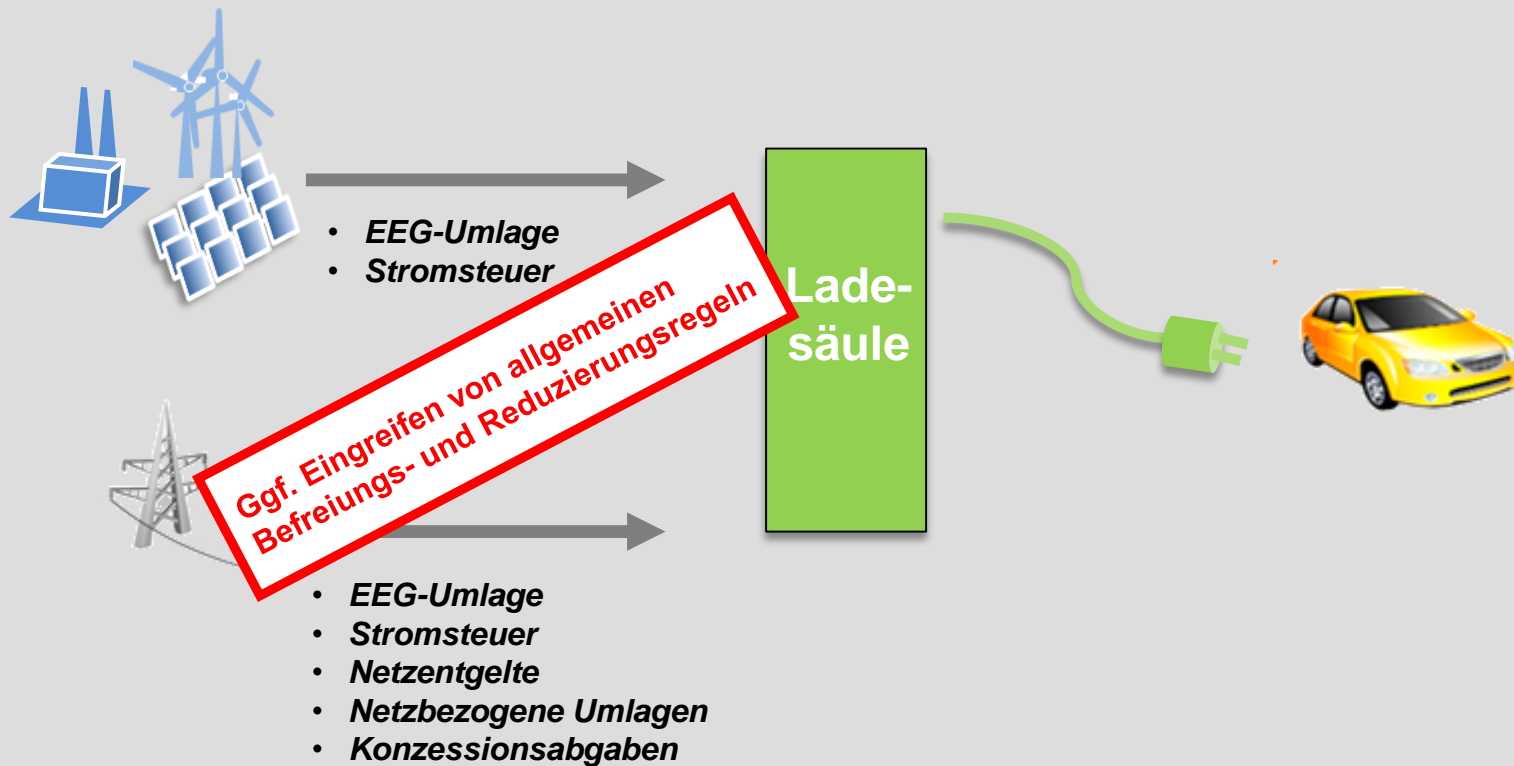 • EEG-Umlage
• Stromsteuer
Ggf. Eingreifen von allgemeinen
Befreiungs- und Reduzierungsregeln
Lade-
säule
• EEG-Umlage
• Stromsteuer
• Netzentgelte
• Netzbezogene Umlagen
• Konzessionsabgaben